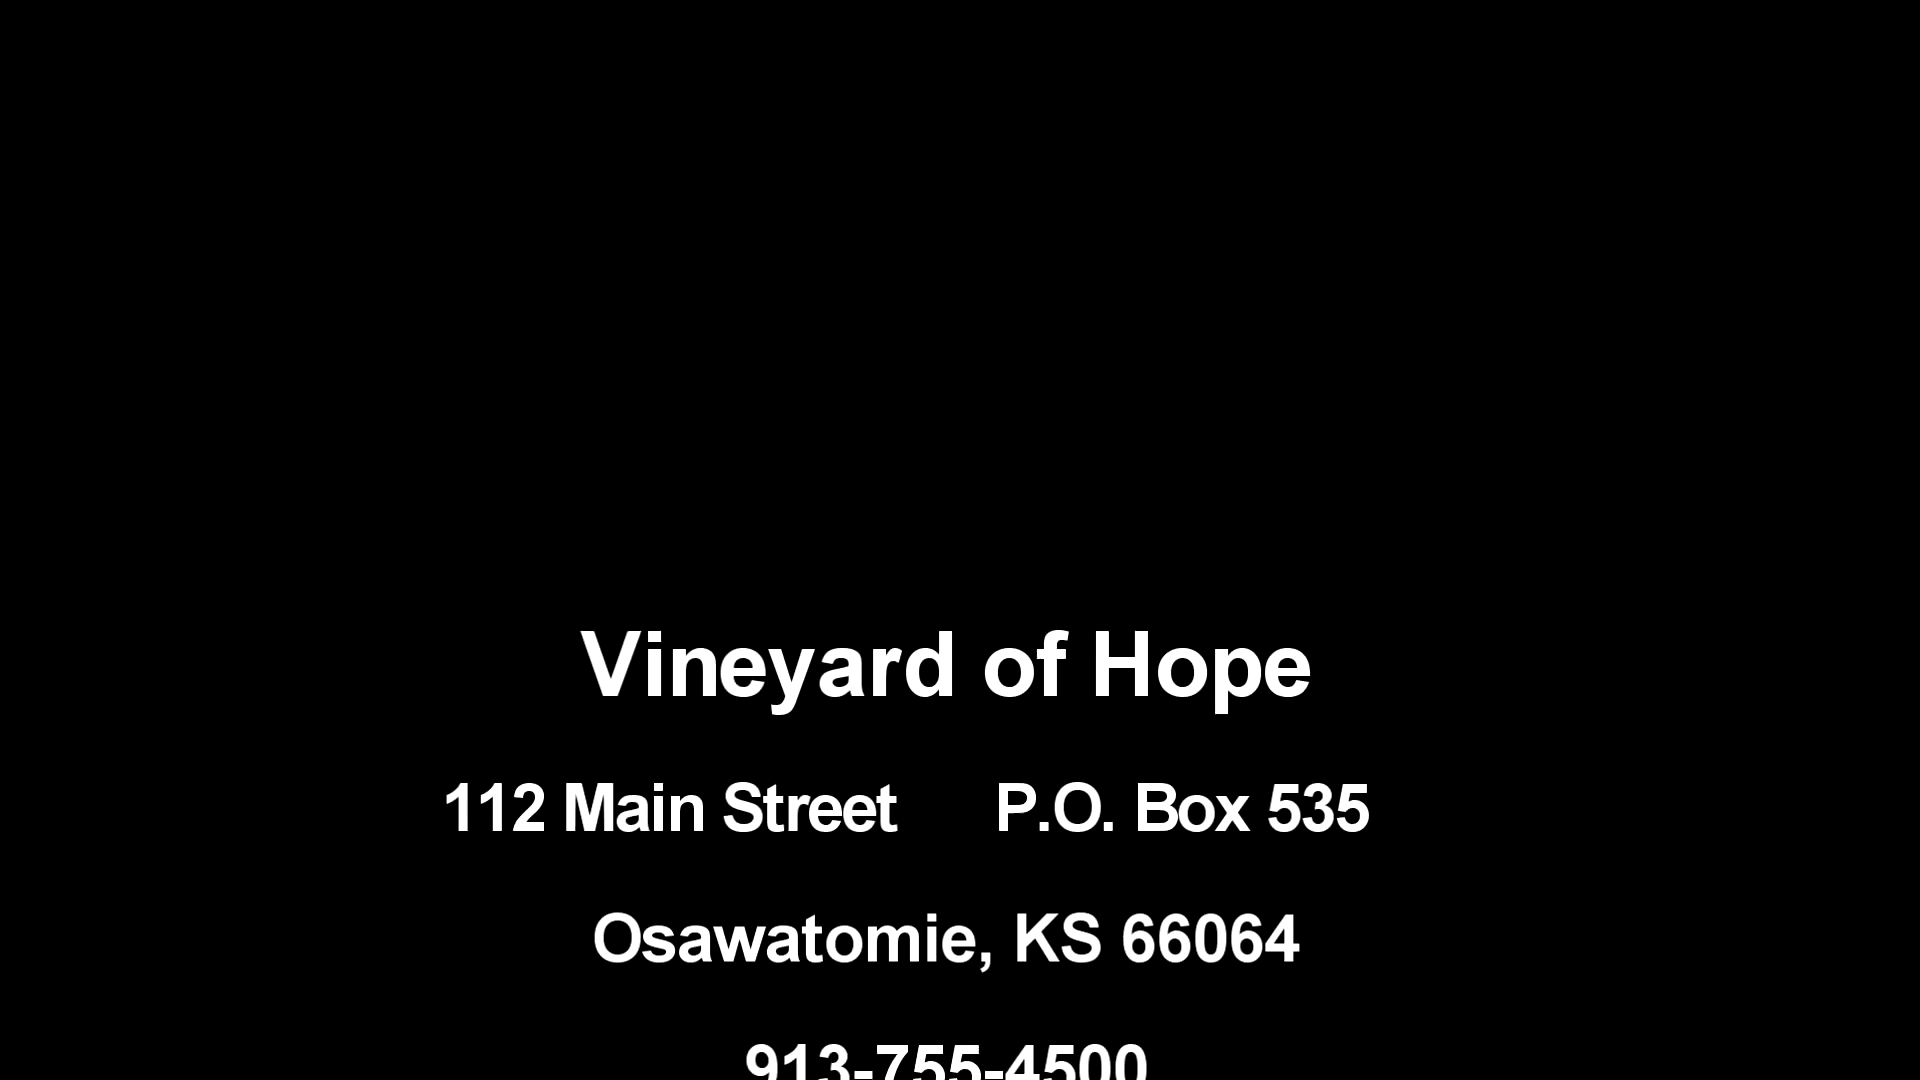 Vineyard of Hope
112 Main Street P.O. Box 535
Osawatomie, KS 66064
913-755-4500